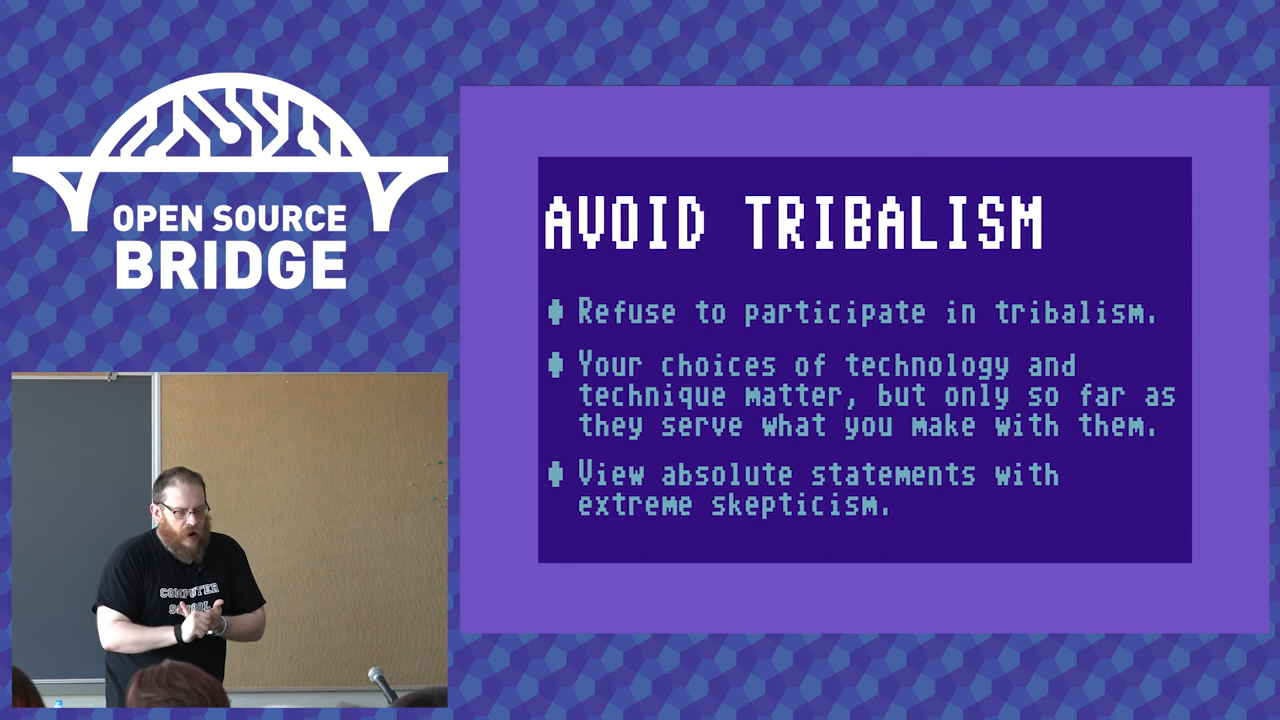 OPEN SOURCE
BRIDGE
AVOID TRIBALISM
Refuse to participate in tribalism.
Your choices of technology and
technique matter, but only so far as
they serve what you make with them.
View absolute statements with
extreme skepticism.
COMPUTER
SCHOOL